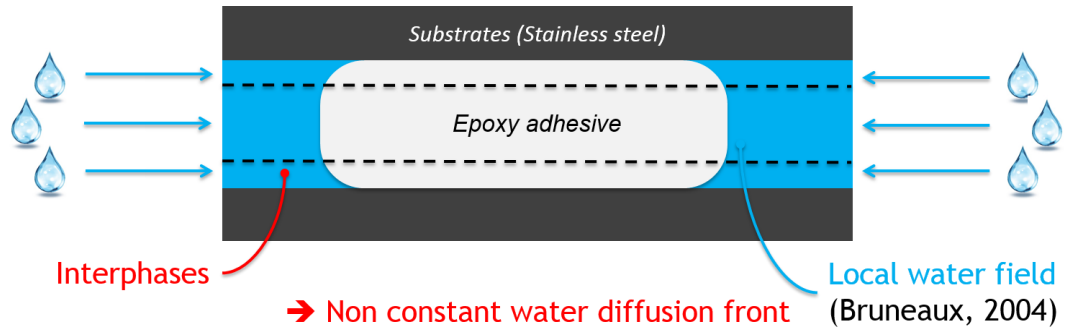 Substrates (Stainless steel)
Epoxy adhesive
Interphases
Local water field
➔ Non constant water diffusion front
(Bruneaux, 2004)